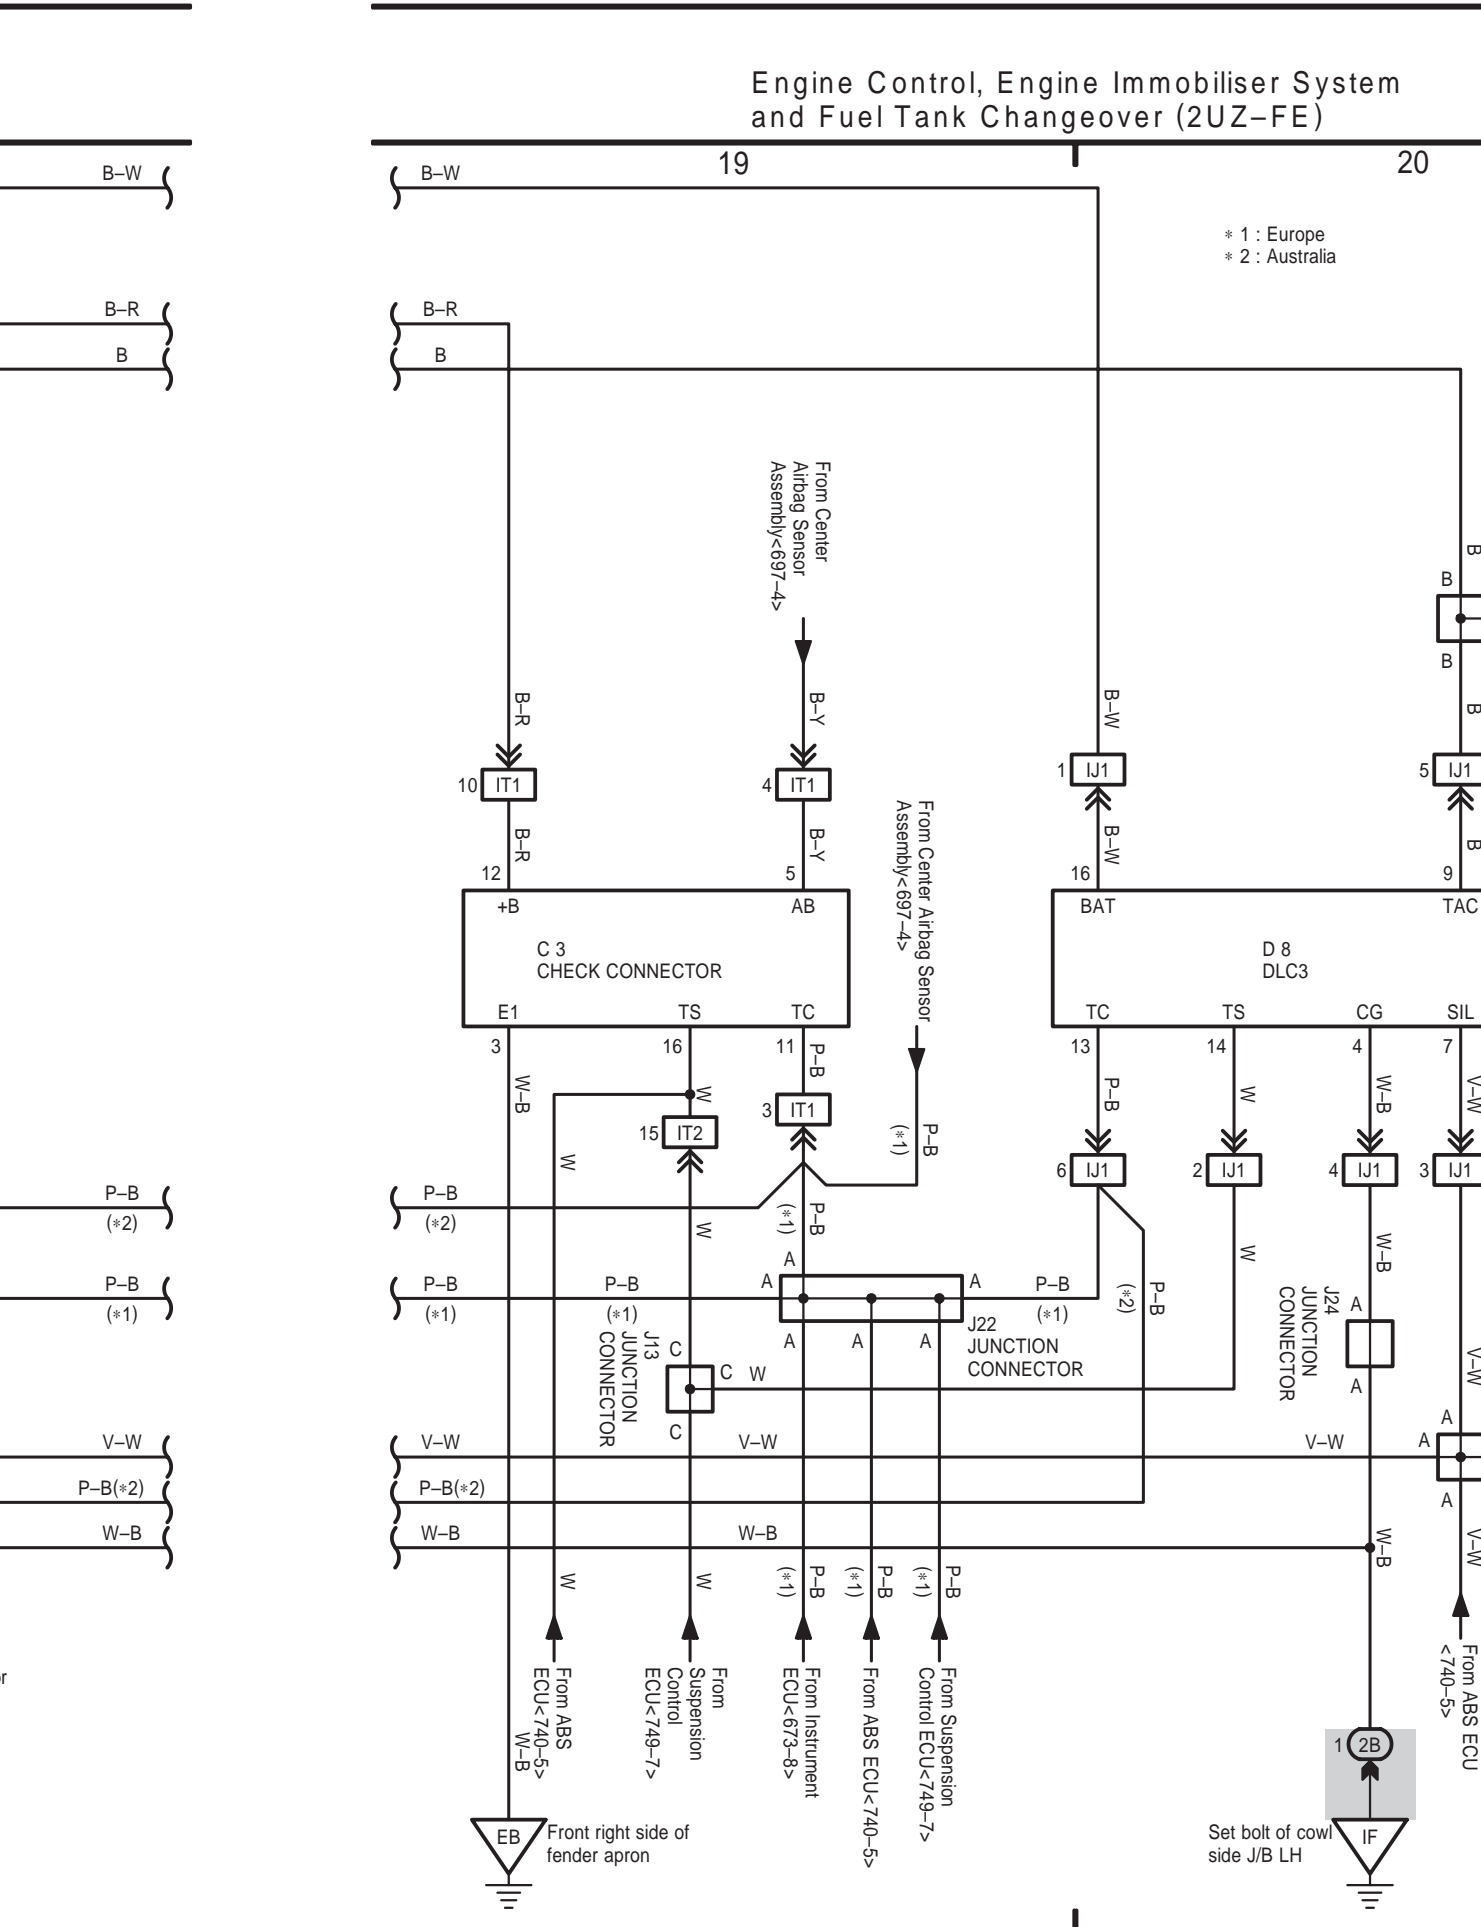 Engine Control, Engine Immobiliser System
and Fuel Tank Changeover (2UZ–FE)
19
20
B–W
B–W
∗ 1 : Europe
∗ 2 : Australia
B–R
B–R
B
B
From Center
Airbag Sensor
Assembly<697–4>
B
B
B
B–R
B–Y
B–W
B
10
IT1
4
IT1
1
IJ1
5
IJ1
B–R
B–Y
From Center Airbag Sensor
Assembly<697–4>
B–W
B
12
5
16
9
+B
AB
BAT
TAC
C 3
CHECK CONNECTOR
D 8
DLC3
E1
TS
TC
TC
TS
CG
SIL
3
16
11
13
14
4
7
W–B
W
P–B
P–B
W
W–B
V–W
3
IT1
15
IT2
P–B
(∗1)
W
6
IJ1
2
IJ1
4
IJ1
3
IJ1
P–B
(∗2)
P–B
(∗2)
W
P–B
(∗1)
W
W–B
A
P–B
(∗1)
P–B
(∗1)
P–B
(∗1)
A
A
P–B
(∗1)
P–B
(∗2)
J24
JUNCTION
CONNECTOR
A
A
J13
JUNCTION
CONNECTOR
C
C
W
C
A
A
A
J22
JUNCTION
CONNECTOR
V–W
V–W
V–W
V–W
V–W
A
A
A
P–B(∗2)
P–B(∗2)
W–B
W–B
W–B
W–B
V–W
W
W
P–B
(∗1)
P–B
(∗1)
P–B
(∗1)
From ABS
ECU<740–5>
From
Suspension
Control
ECU<749–7>
From Instrument
ECU<673–8>
From ABS ECU<740–5>
From Suspension
Control ECU<749–7>
From ABS ECU
<740–5>
or
W–B
1
2B
EB
Front right side of
fender apron
Set bolt of cowl
side J/B LH
IF